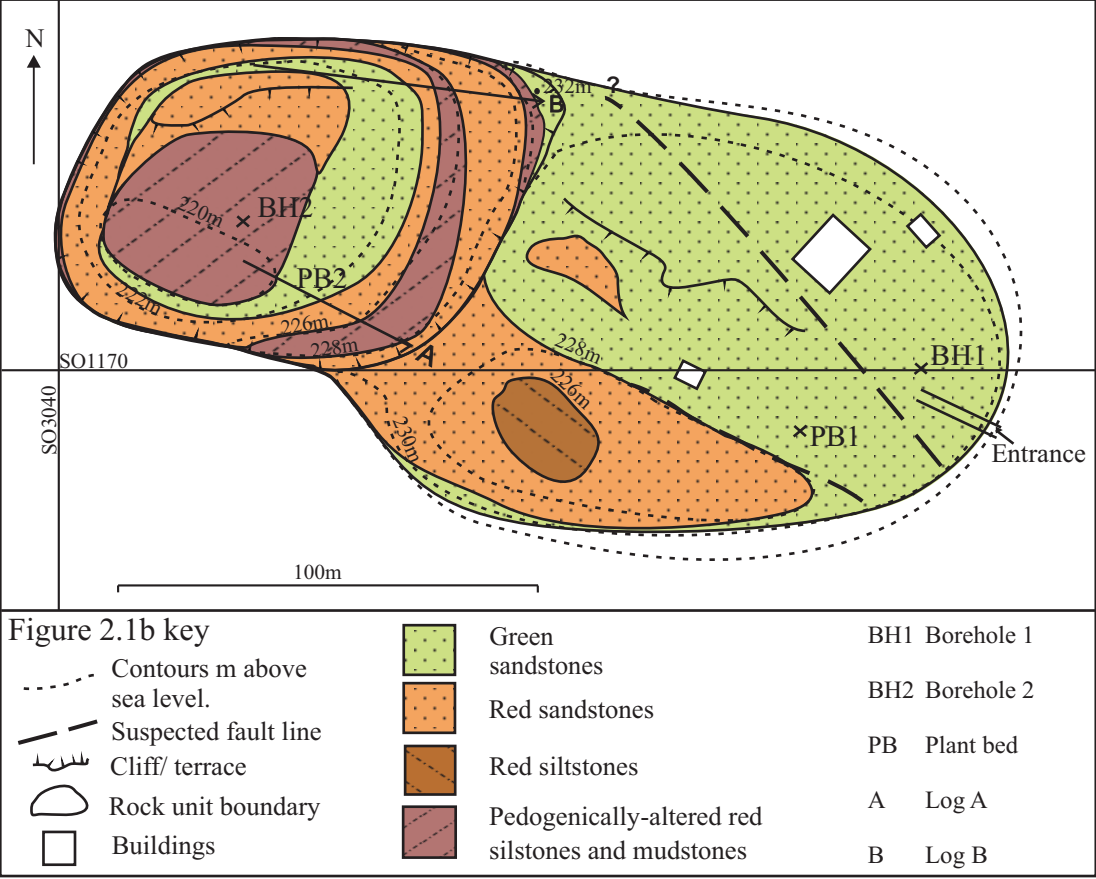 N
232m
?
B
220m
BH2
PB2
222m
226m
228m
A
SO1170
SO3040
228m
226m
230m
BH1
PB1
Entrance
100m
Figure 2.1b key
Contours m above
sea level.
Suspected fault line
Cliff/ terrace
Rock unit boundary
Buildings
Green
sandstones
Red sandstones
Red siltstones
Pedogenically-altered red
silstones and mudstones
BH1 Borehole 1
BH2 Borehole 2
PB Plant bed
A Log A
B Log B